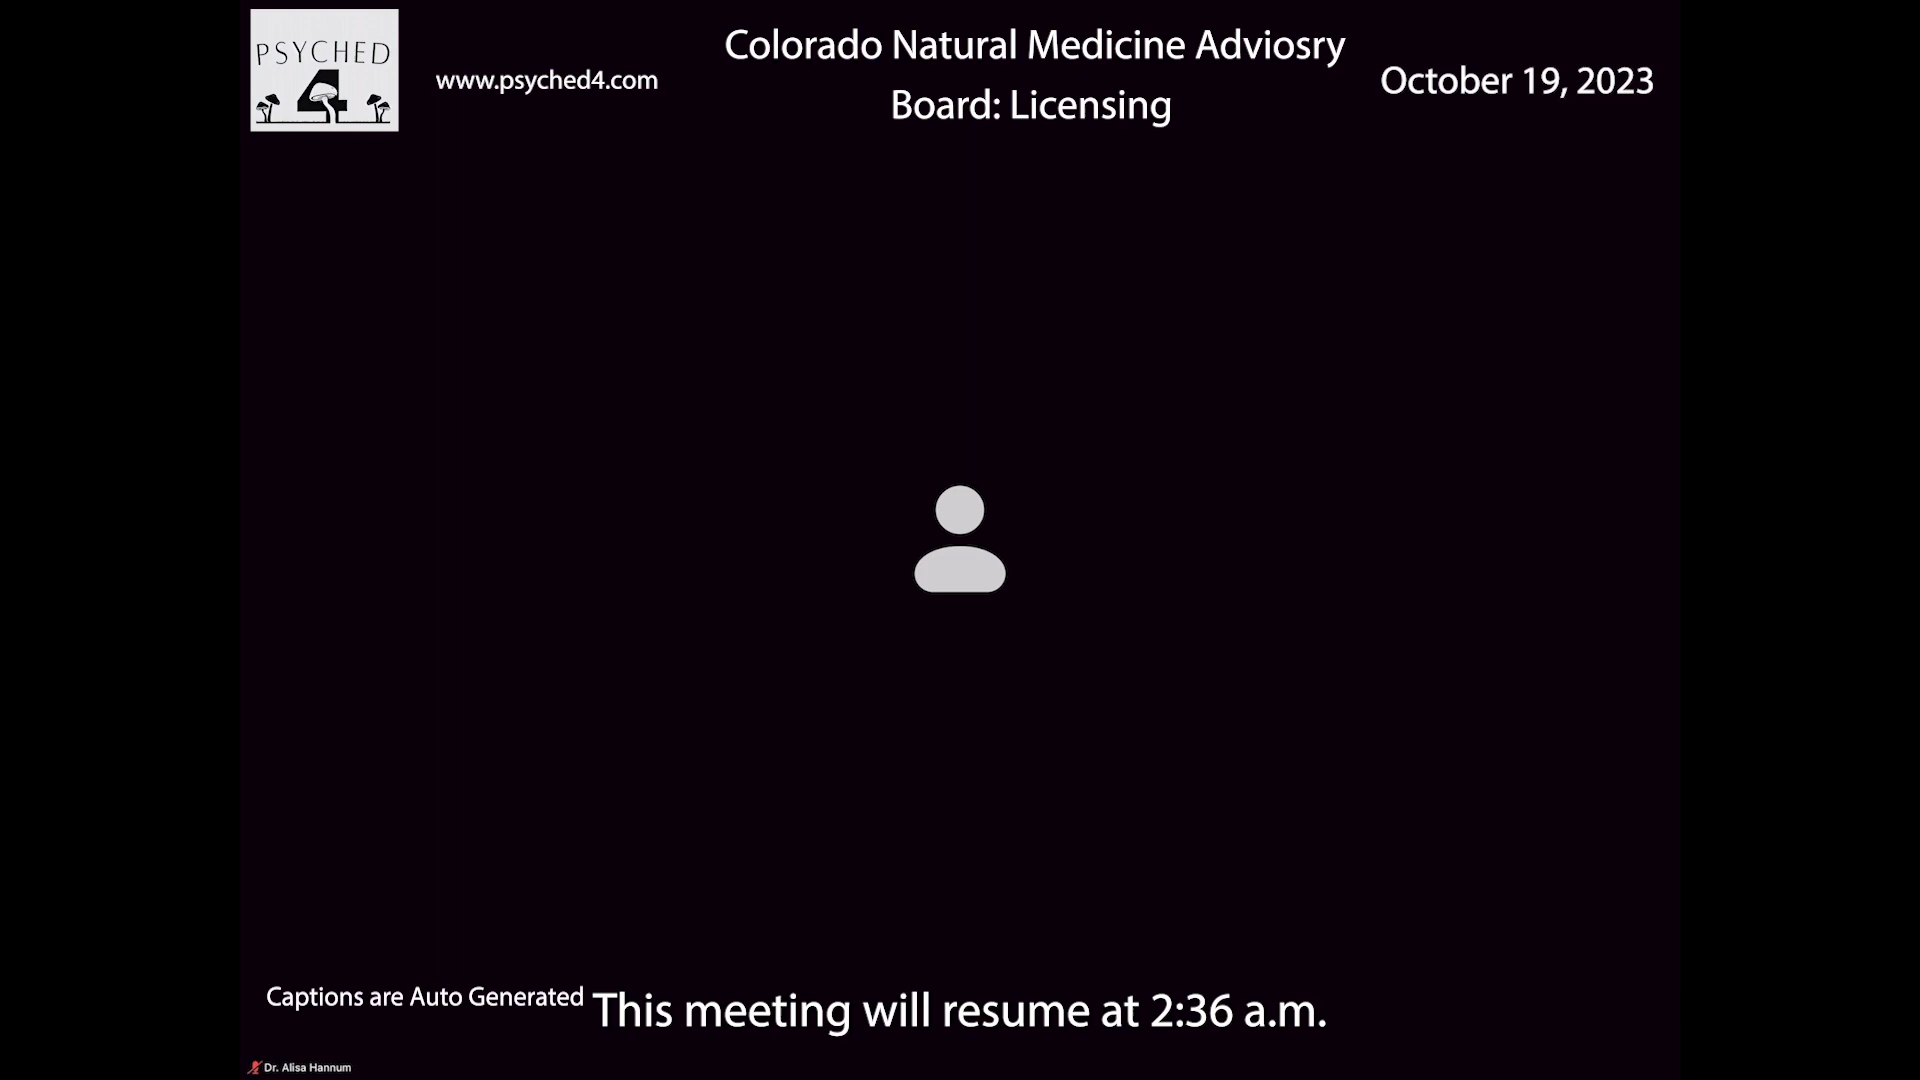 PSYCHED
4
www.psyched4.com
Colorado Natural Medicine Adviosry
Board: Licensing
October 19, 2023
Captions are Auto Generated
This meeting will resume at 2:36 a.m.
Dr. Alisa Hannum